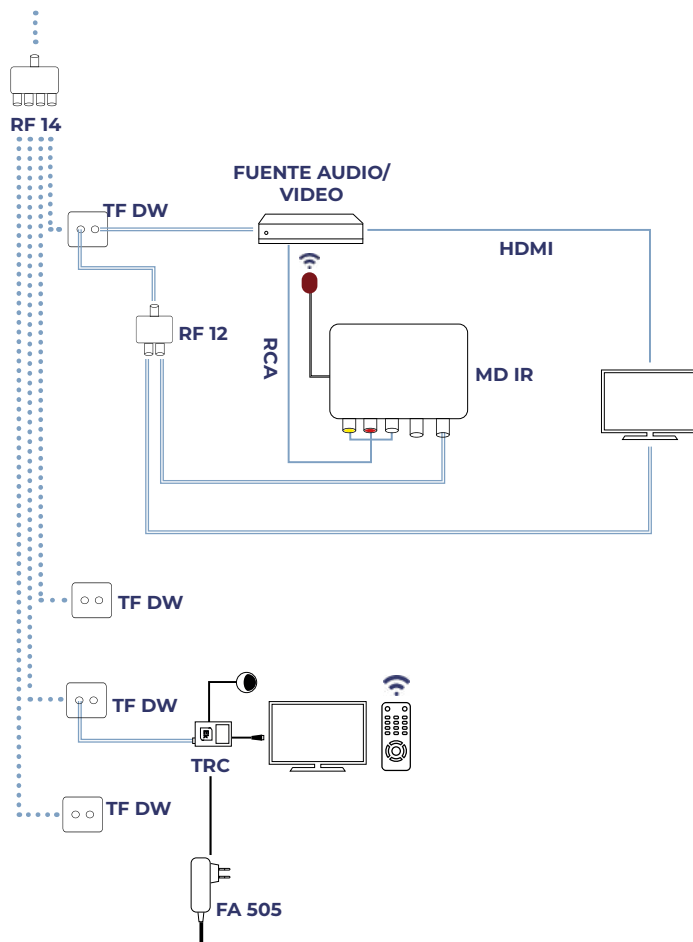 RF 14
FUENTE AUDIO/
VIDEO
TF DW
HDMI
RF 12
RCA
MD IR
TF DW
TF DW
TRC
TF DW
FA 505